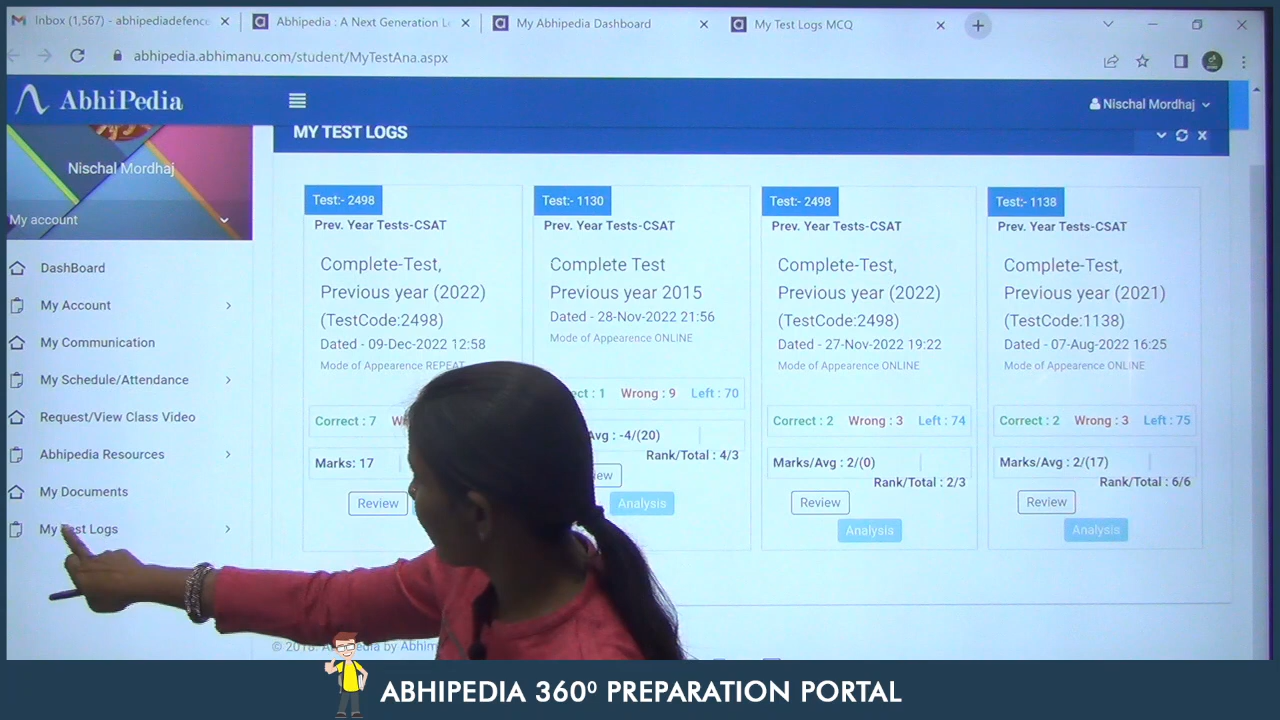 Inbox (1,567) - abhipediadefence
Abhipedia : A Next Generation Le
My Abhipedia Dashboard
My Test Logs MCQ
abhipedia.abhimanu.com/student/MyTestAna.aspx
AbhiPedia
Nischal Mordhaj
MY TEST LOGS
Nischal Mordhaj
My account
DashBoard
My Account
My Communication
My Schedule/Attendance
Request/View Class Video
Abhipedia Resources
My Documents
My Test Logs
Test:- 2498
Prev. Year Tests-CSAT
Complete-Test,
Previous year (2022)
(TestCode:2498)
Dated - 09-Dec-2022 12:58
Mode of Appearence REPEAT
Correct : 7
Marks: 17
Review
Test:- 1130
Prev. Year Tests-CSAT
Complete Test
Previous year 2015
Dated - 28-Nov-2022 21:56
Mode of Appearence ONLINE
ect : 1 Wrong : 9 Left : 70
Avg : -4/(20)
Rank/Total : 4/3
ew
Analysis
Test:- 2498
Prev. Year Tests-CSAT
Complete-Test,
Previous year (2022)
(TestCode:2498)
Dated - 27-Nov-2022 19:22
Mode of Appearence ONLINE
Correct : 2 Wrong : 3 Left : 74
Marks/Avg : 2/(0)
Rank/Total : 2/3
Review
Analysis
Test:- 1138
Prev. Year Tests-CSAT
Complete-Test,
Previous year (2021)
(TestCode:1138)
Dated - 07-Aug-2022 16:25
Mode of Appearence ONLINE
Correct : 2 Wrong : 3 Left : 75
Marks/Avg : 2/(17)
Rank/Total : 6/6
Review
Analysis
© 2018. Abhipedia by Abhim
ABHIPEDIA 360⁰ PREPARATION PORTAL